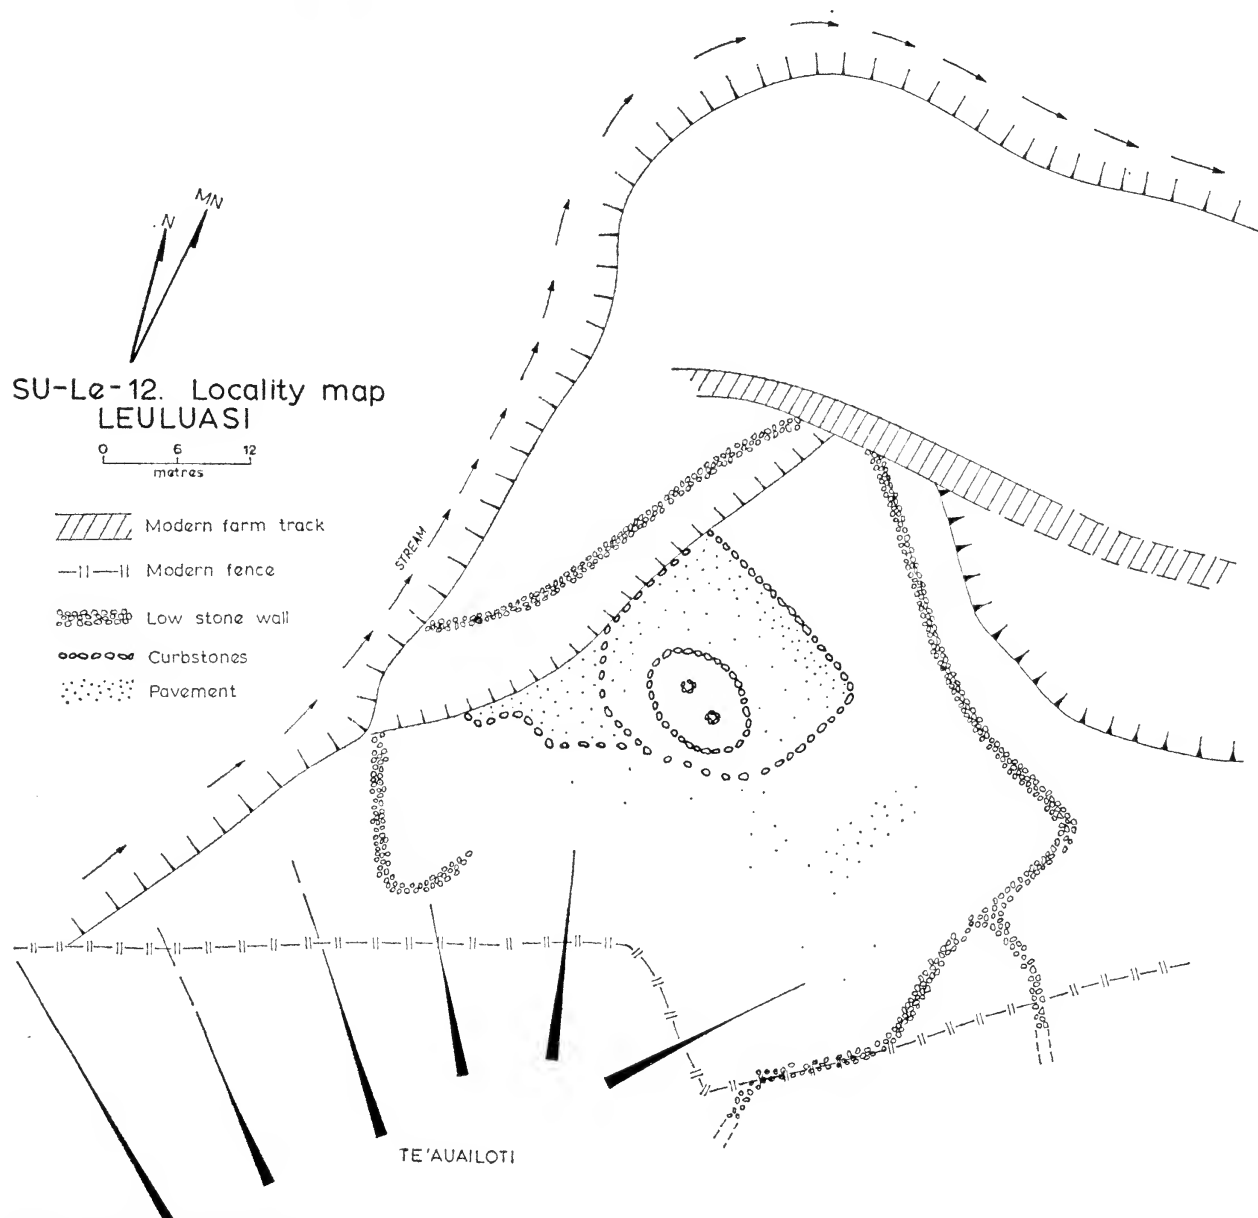 MN
N
SU-Le-12. Locality map
LEULUASI
0 6 12
metres
STREAM
Modern farm track
Modern fence
Low stone wall
Curbstones
Pavement
TE'AUAILOTI